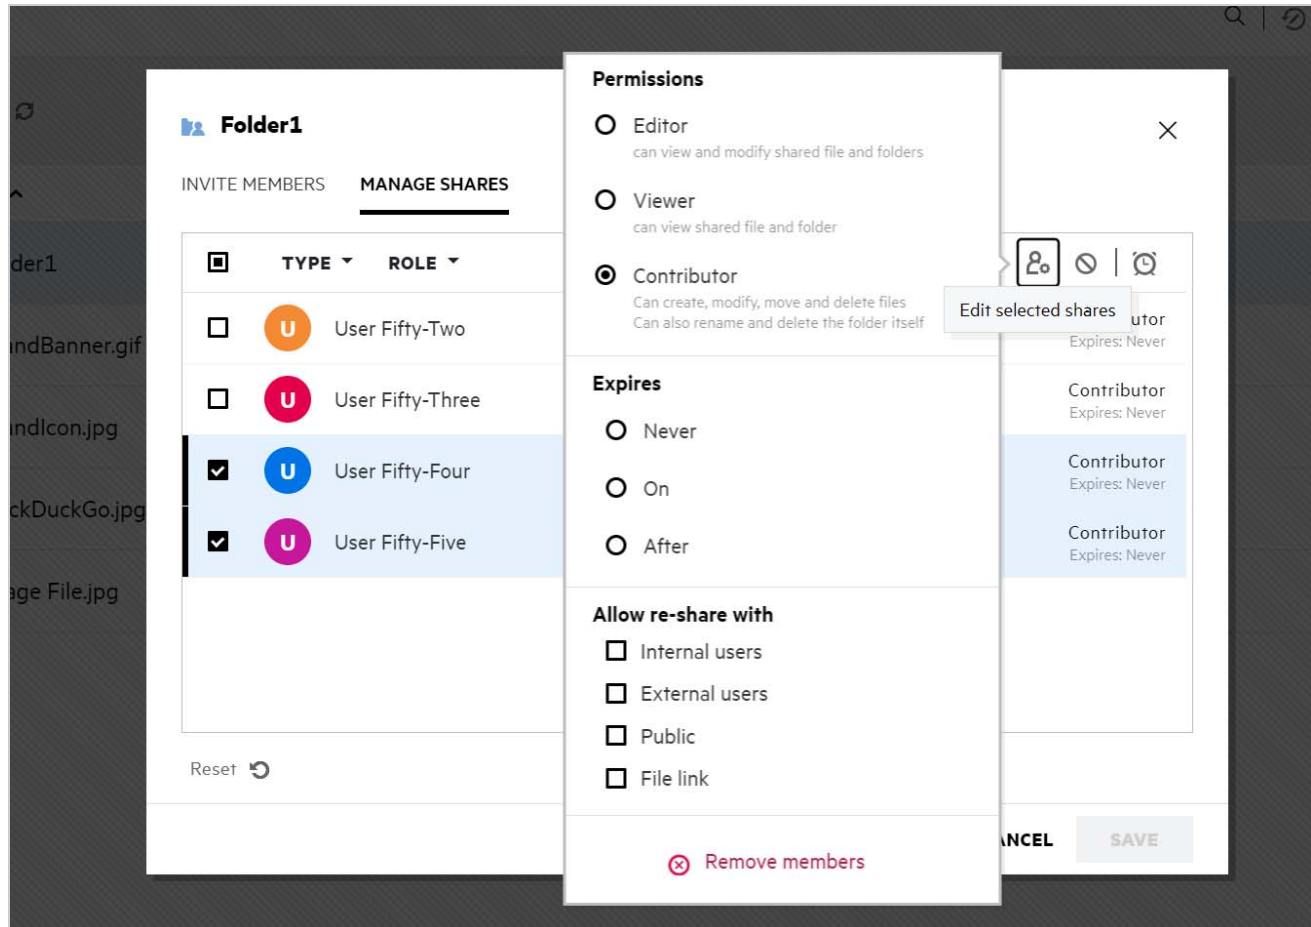 Folder1
INVITE MEMBERS
MANAGE SHARES
TYPE
ROLE
U
User Fifty-Two
utor
Expires: Never
U
User Fifty-Three
Contributor
Expires: Never
U
User Fifty-Four
Contributor
Expires: Never
U
User Fifty-Five
Contributor
Expires: Never
Reset
ANCEL
SAVE
Permissions
Editor
can view and modify shared file and folders
Viewer
can view shared file and folder
Contributor
Can create, modify, move and delete files
Can also rename and delete the folder itself
Expires
Never
On
After
Allow re-share with
Internal users
External users
Public
File link
Remove members
Edit selected shares
der1
andBanner.gif
andIcon.jpg
ckDuckGo.jpg
age File.jpg